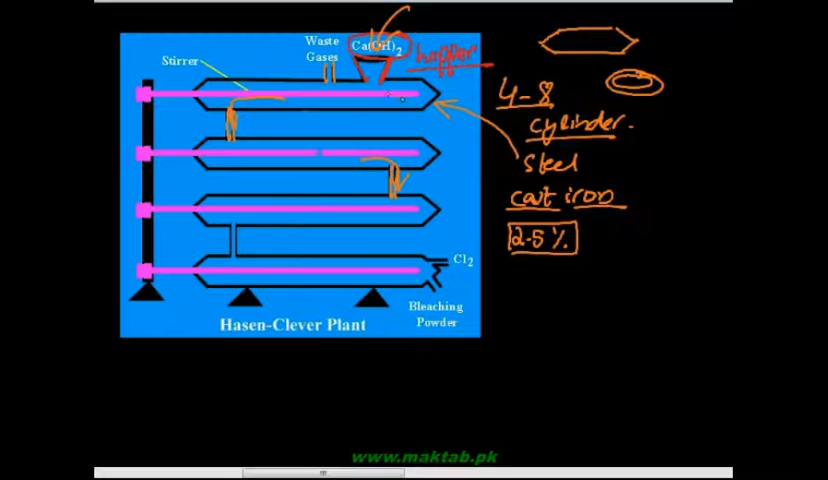 Waste
Gases
Ca(OH)2
hopper
Stirrer
4-8
cylinder.
Steel
cast iron
2.5 %
Cl2
Bleaching
Powder
Hasen-Clever Plant
www.maktab.pk